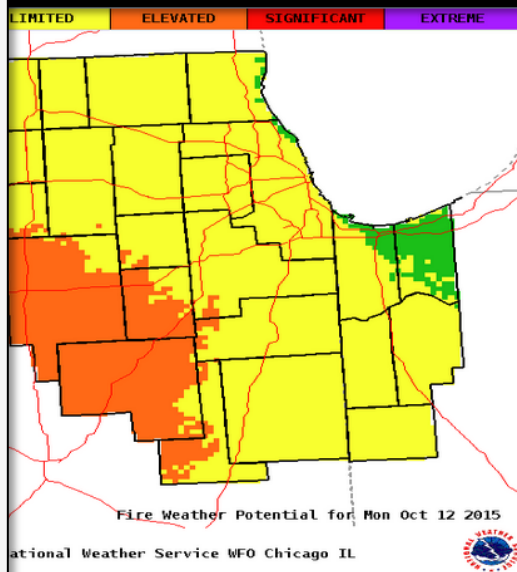 LIMITED ELEVATED SIGNIFICANT EXTREME
Fire Weather Potential for Mon Oct 12 2015
ational Weather Service WFO Chicago IL